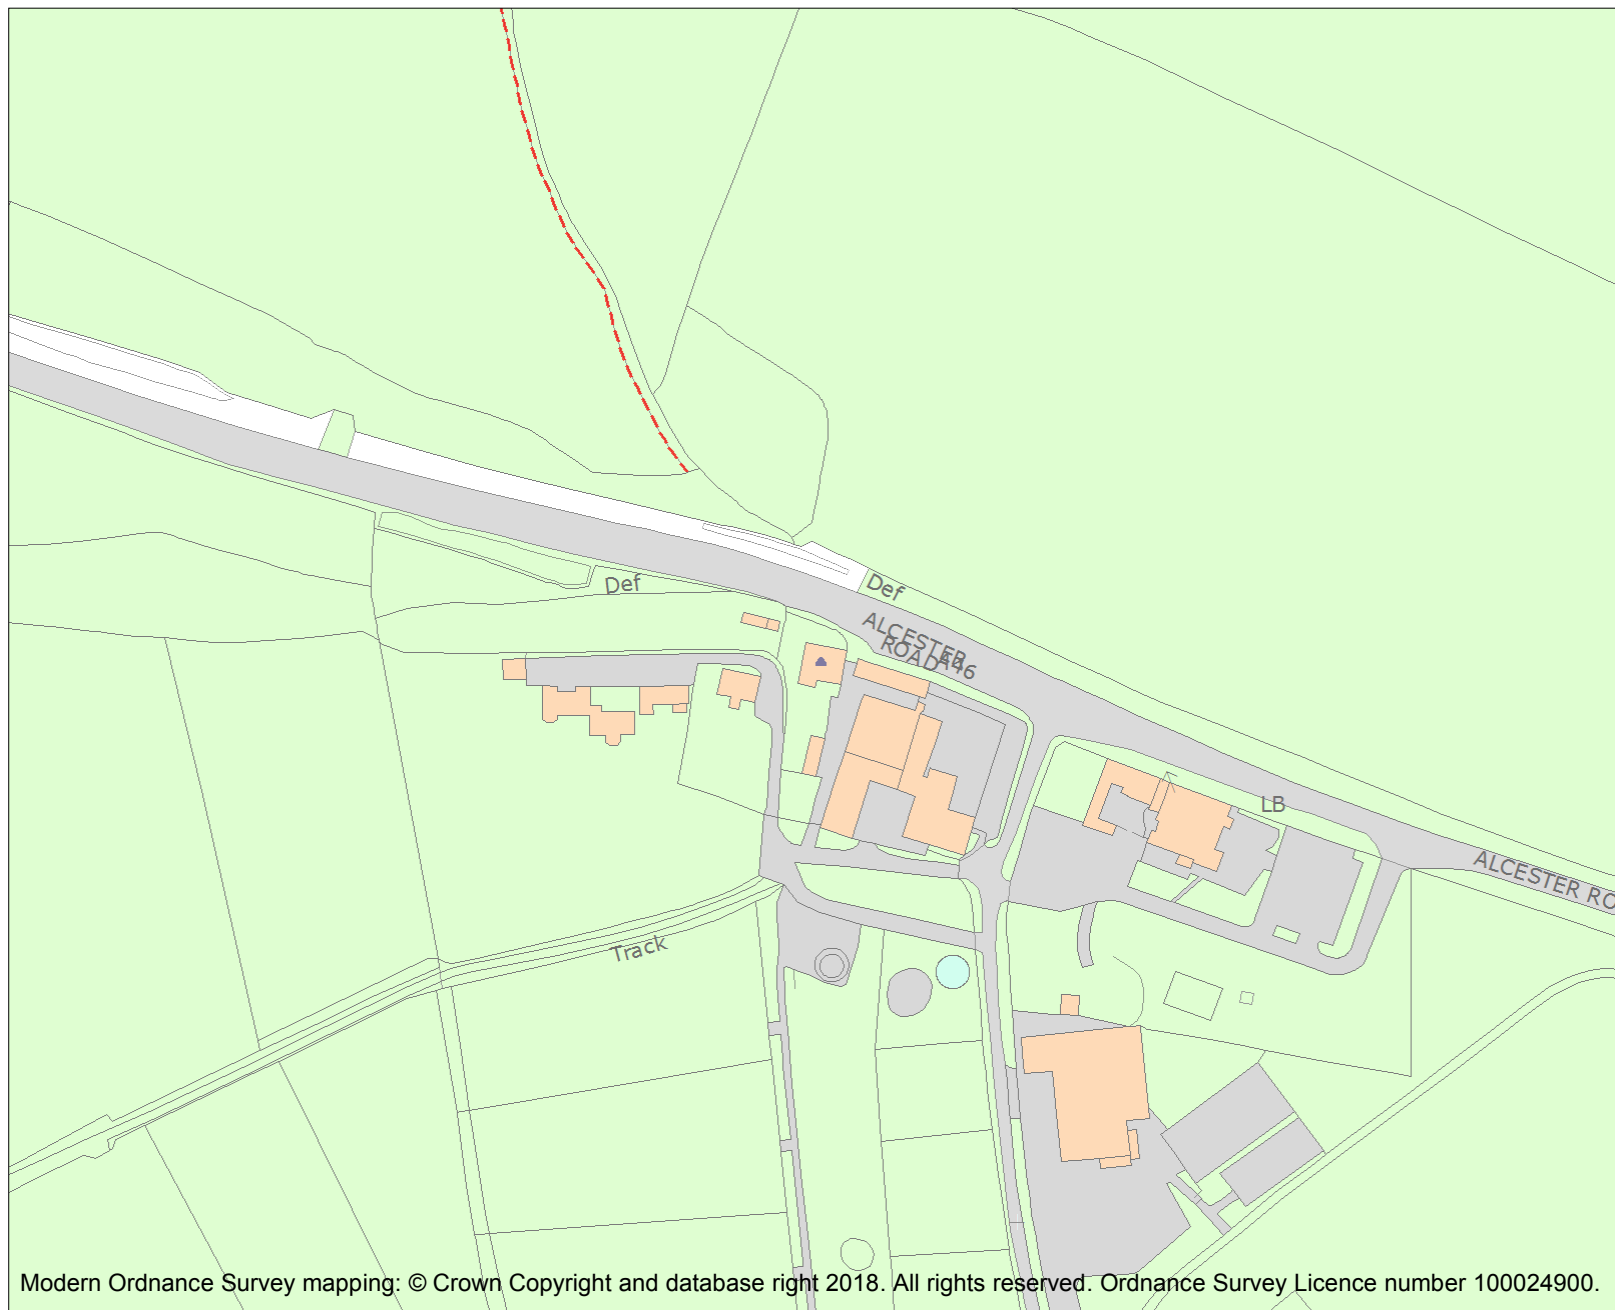 Def
Def
ALCESTER
ROAD A46
LB
ALCESTER RO
Track
Modern Ordnance Survey mapping: © Crown Copyright and database right 2018. All rights reserved. Ordnance Survey Licence number 100024900.